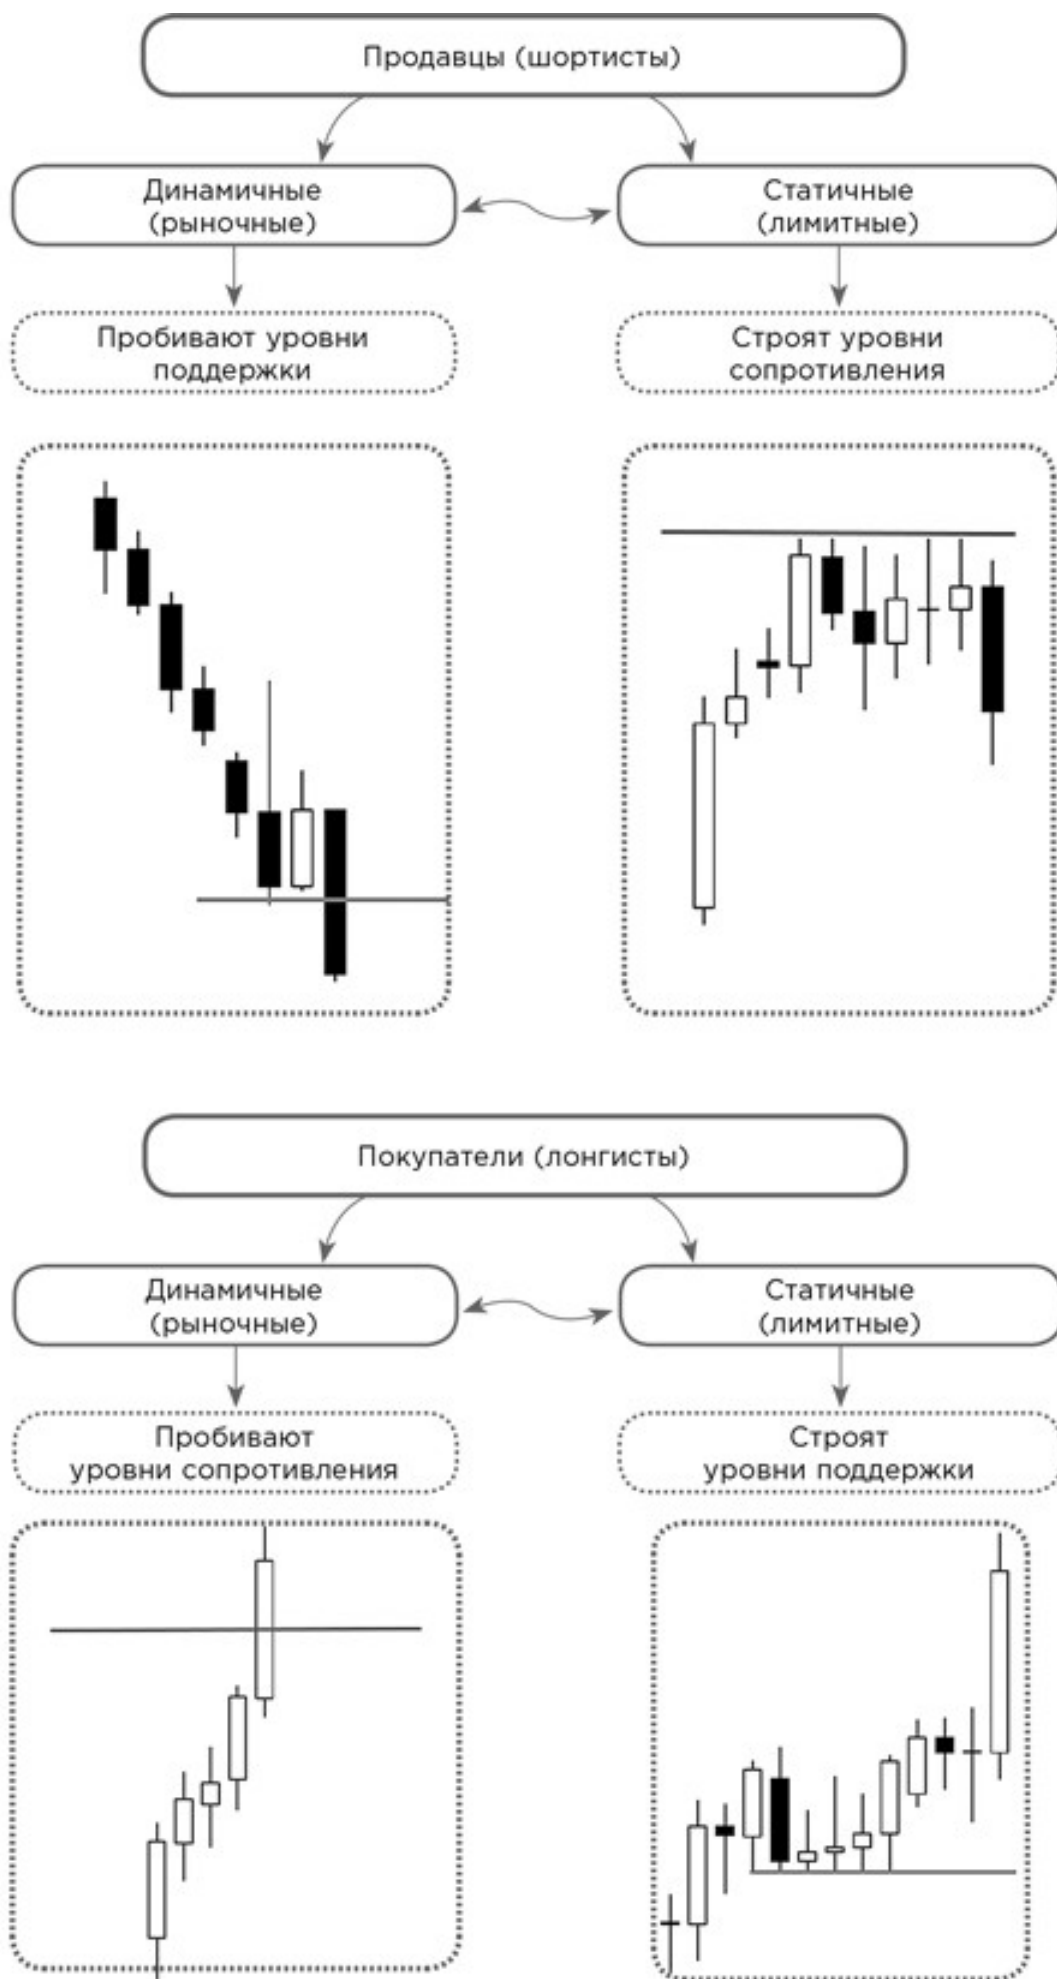 Продавцы (шортисты)
Динамичные
(рыночные)
Статичные
(лимитные)
Пробивают уровни
поддержки
Строят уровни
сопротивления
Покупатели (лонгисты)
Динамичные
(рыночные)
Статичные
(лимитные)
Пробивают
уровни сопротивления
Строят
уровни поддержки